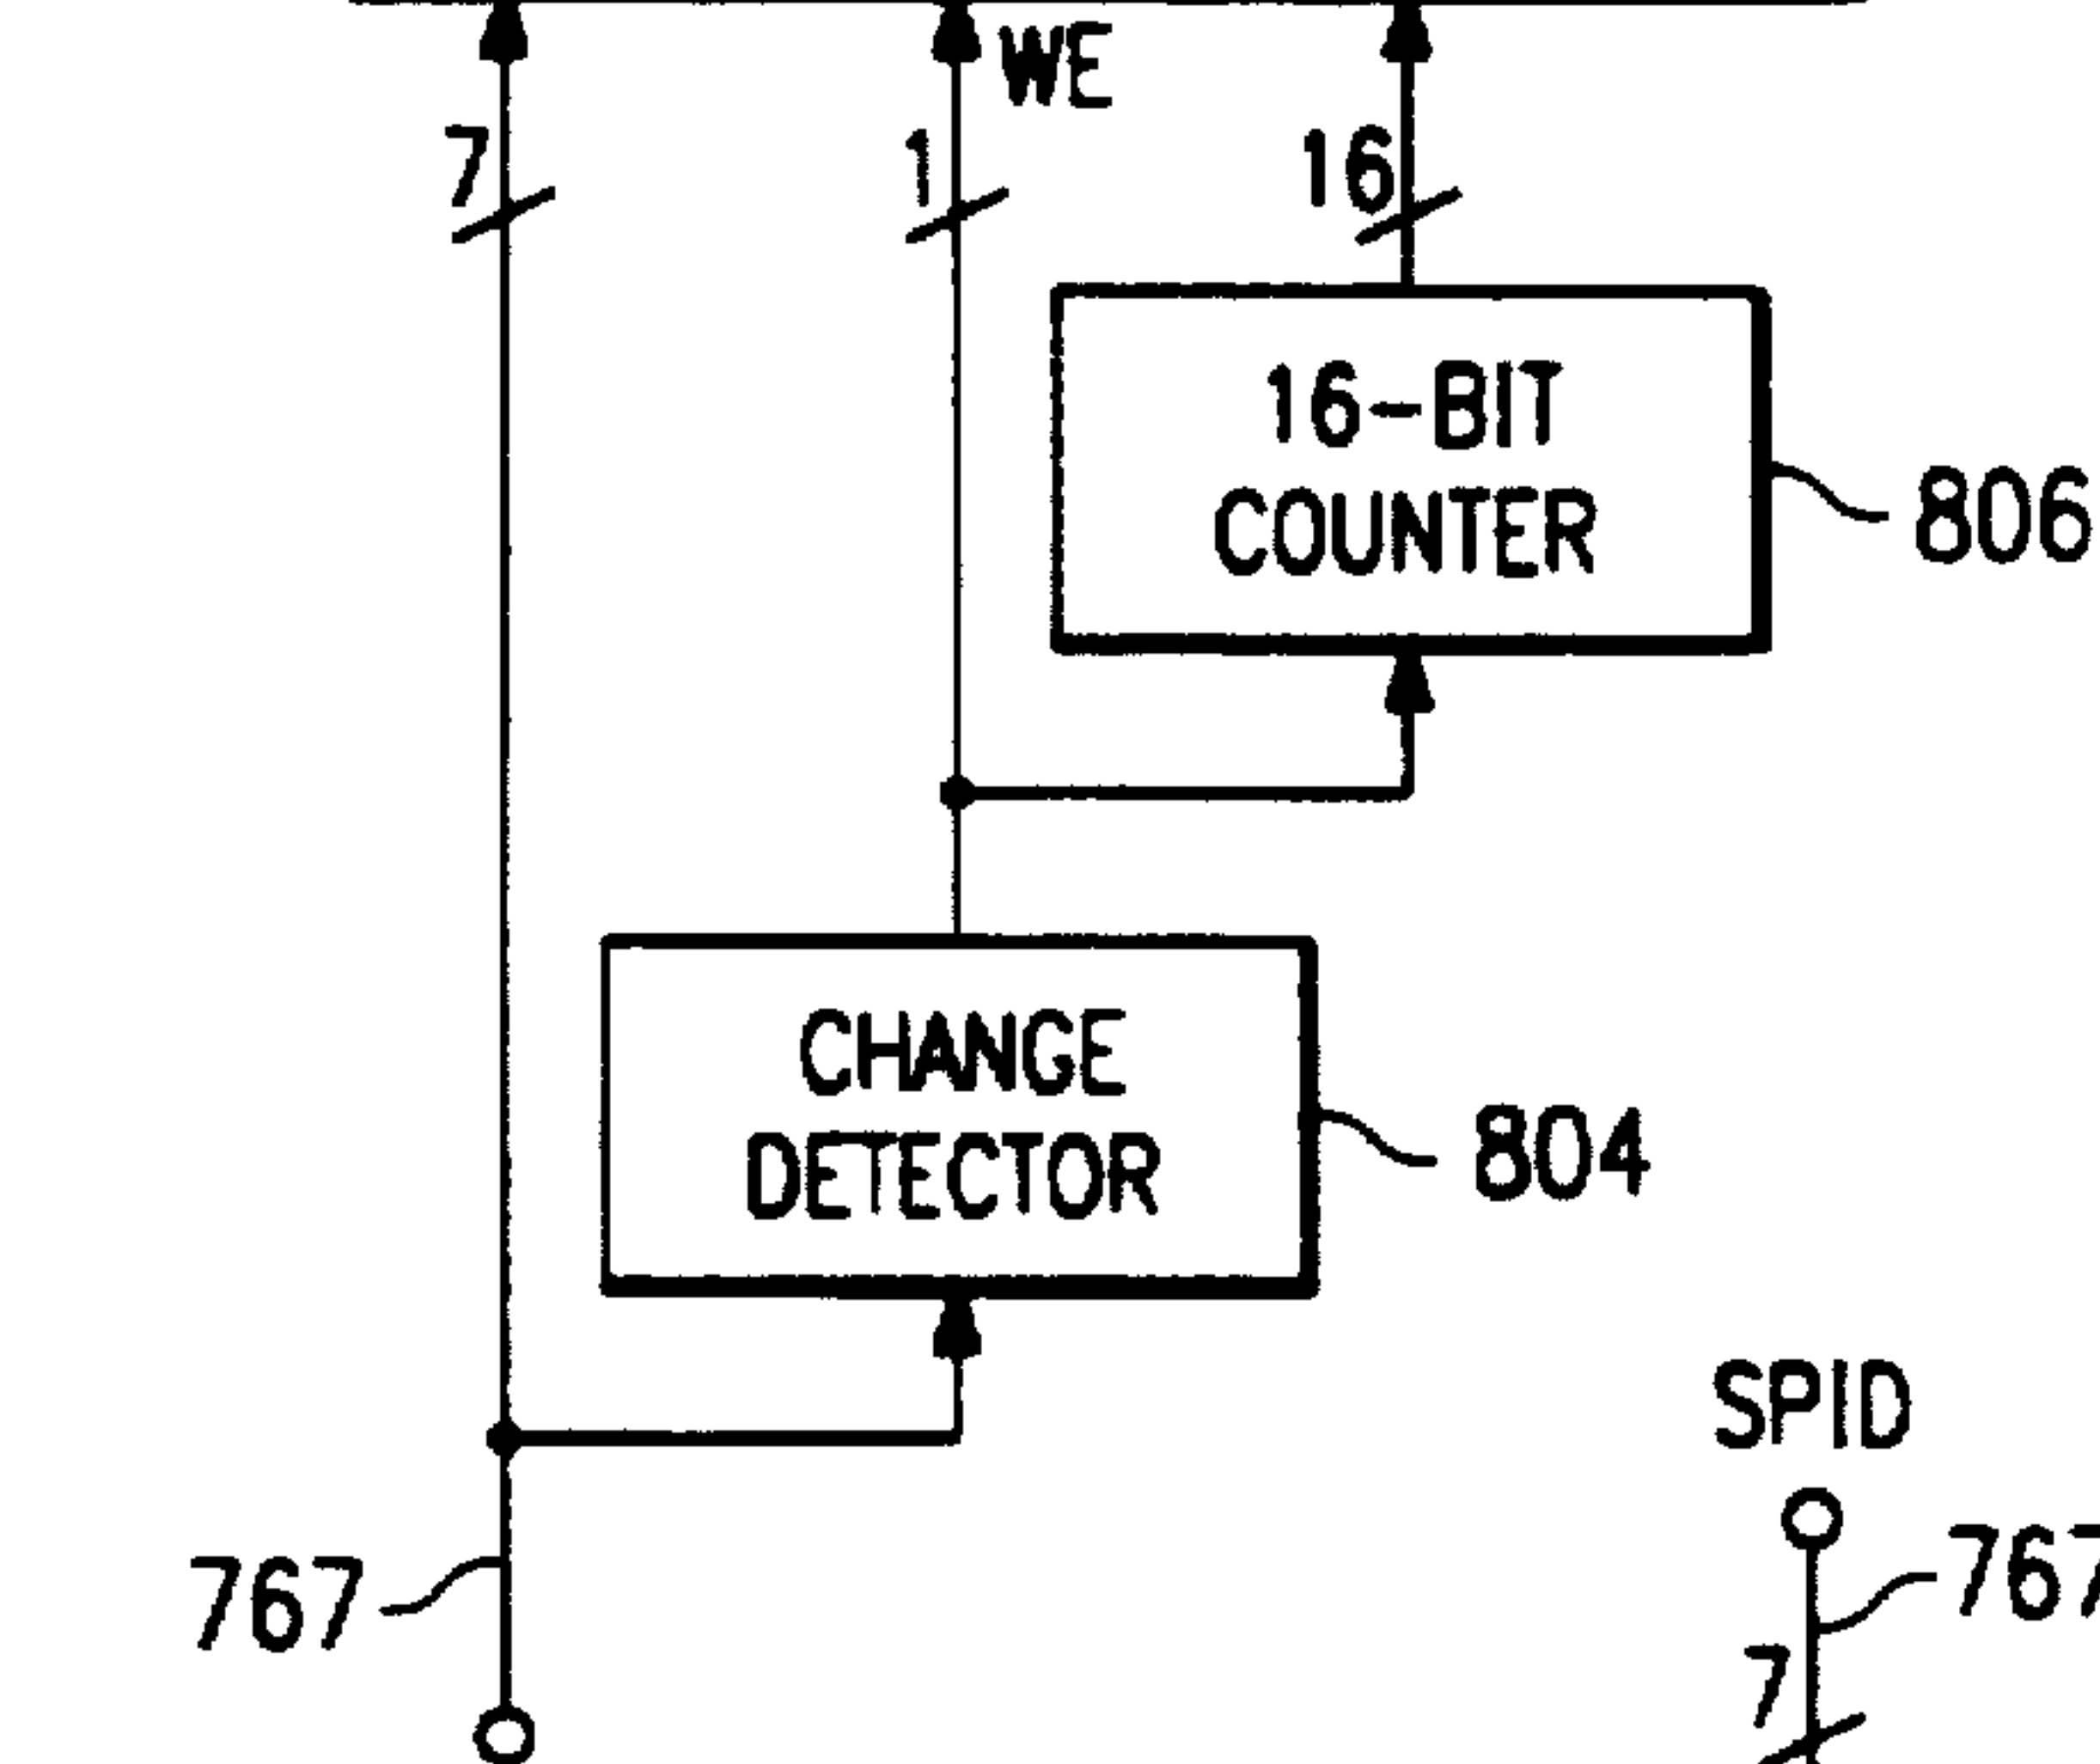 WE
7
1
16
16-BIT
COUNTER
806
CHANGE
DETECTOR
804
SPID
767
767
7